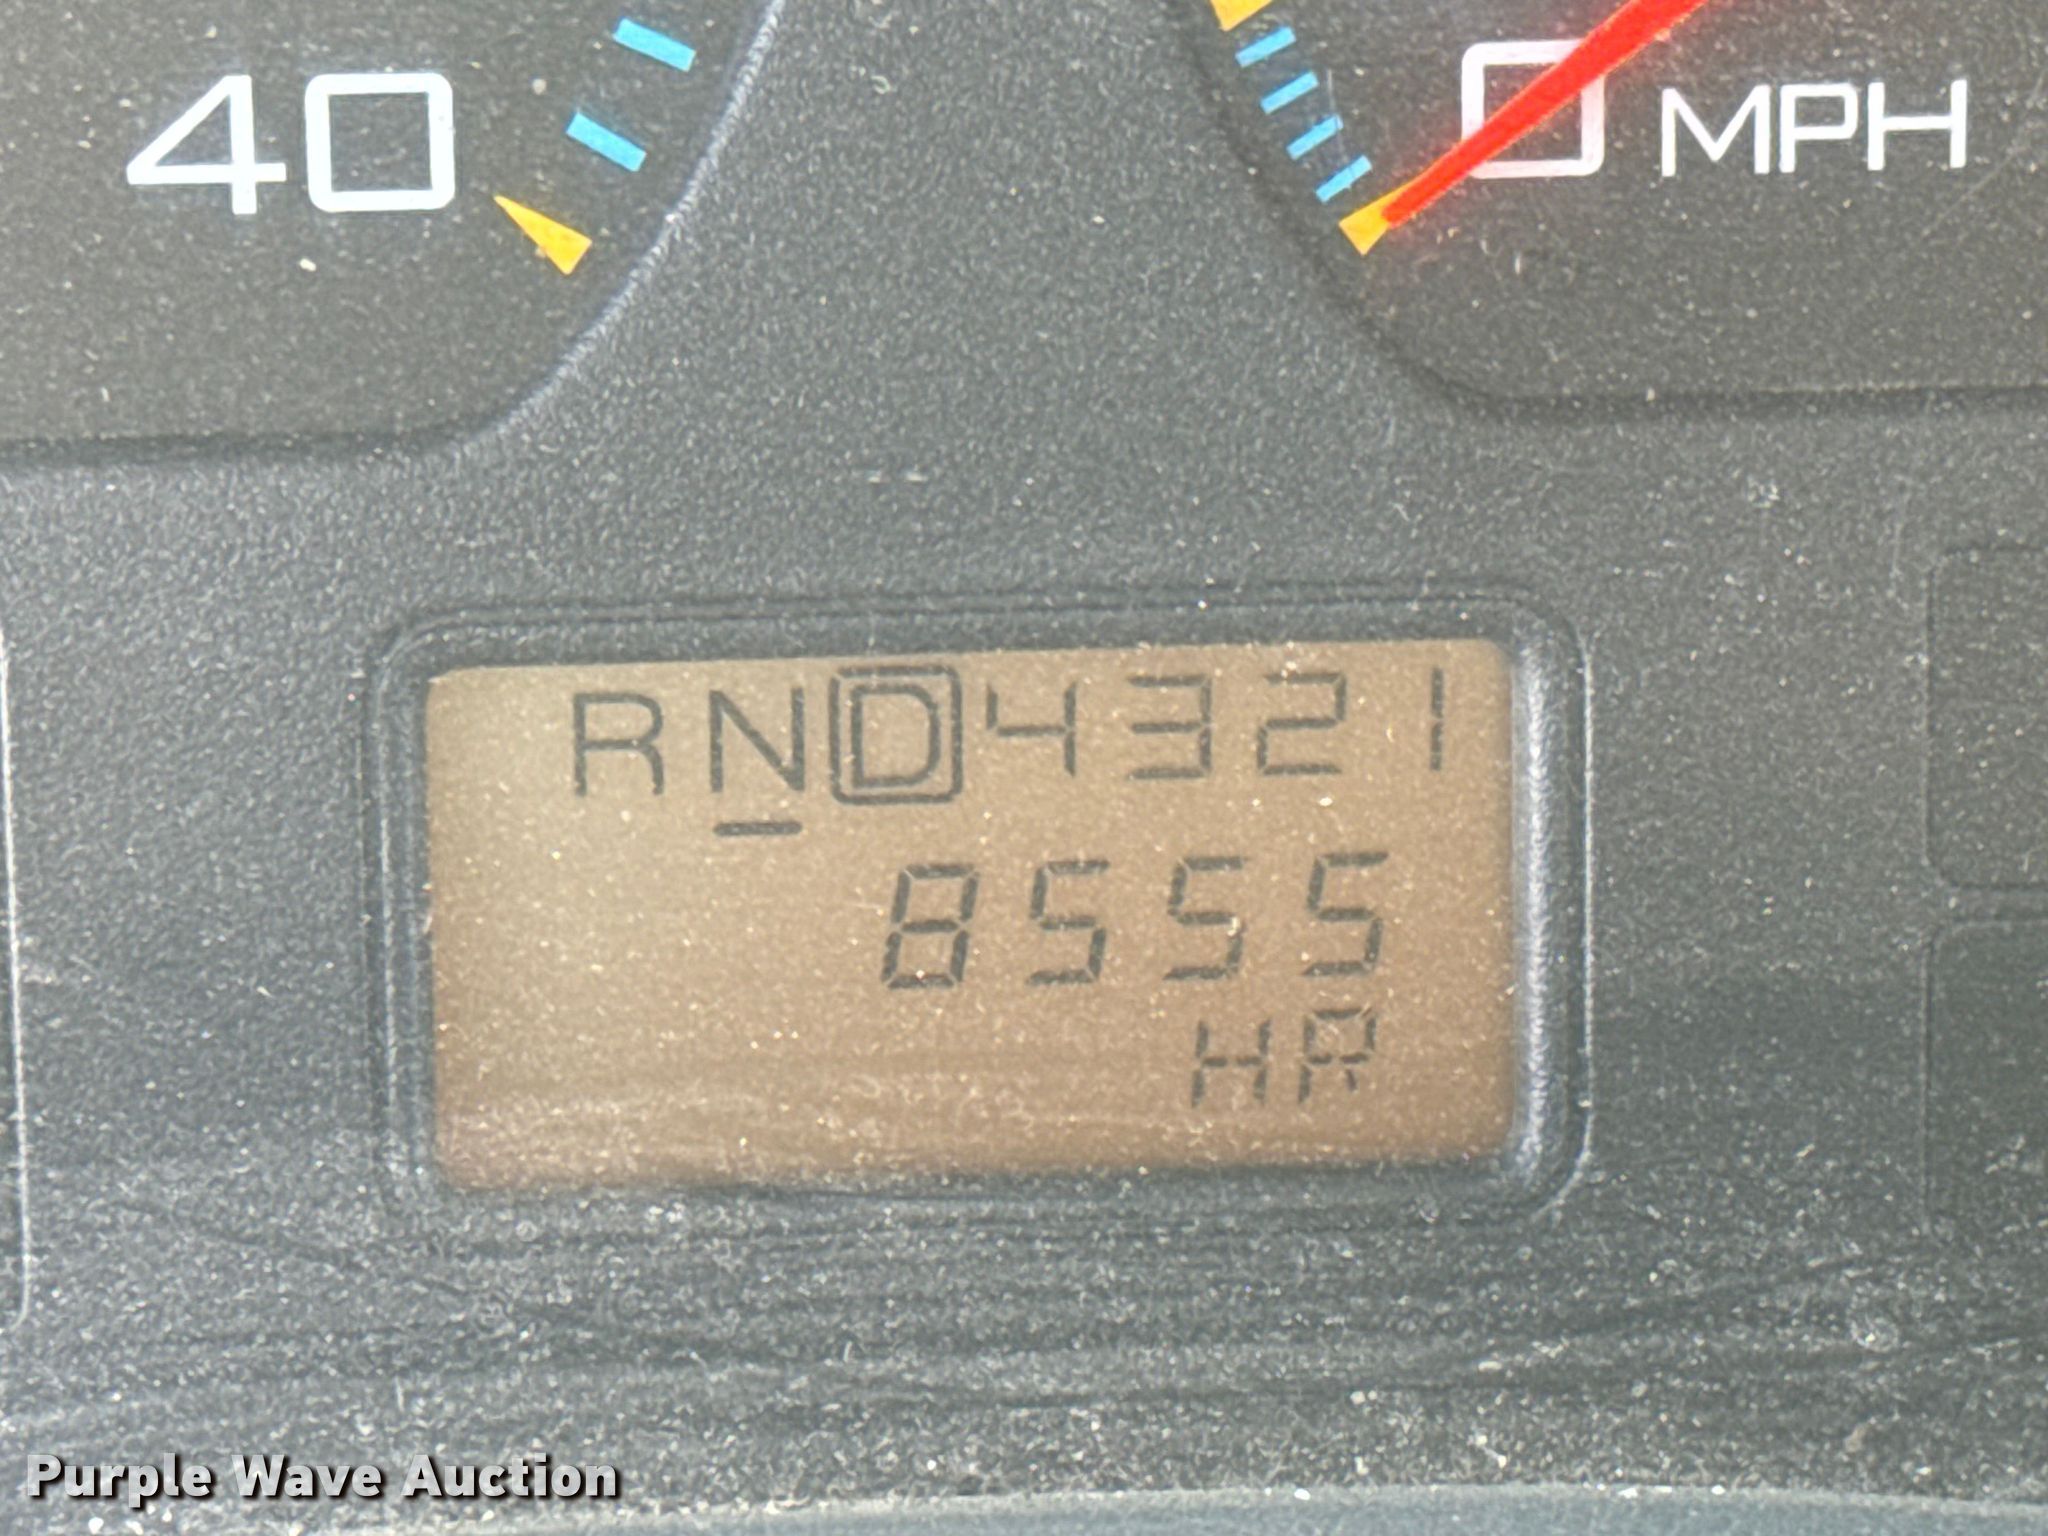 40
0 MPH
RND4321
8555
HR
Purple Wave Auction